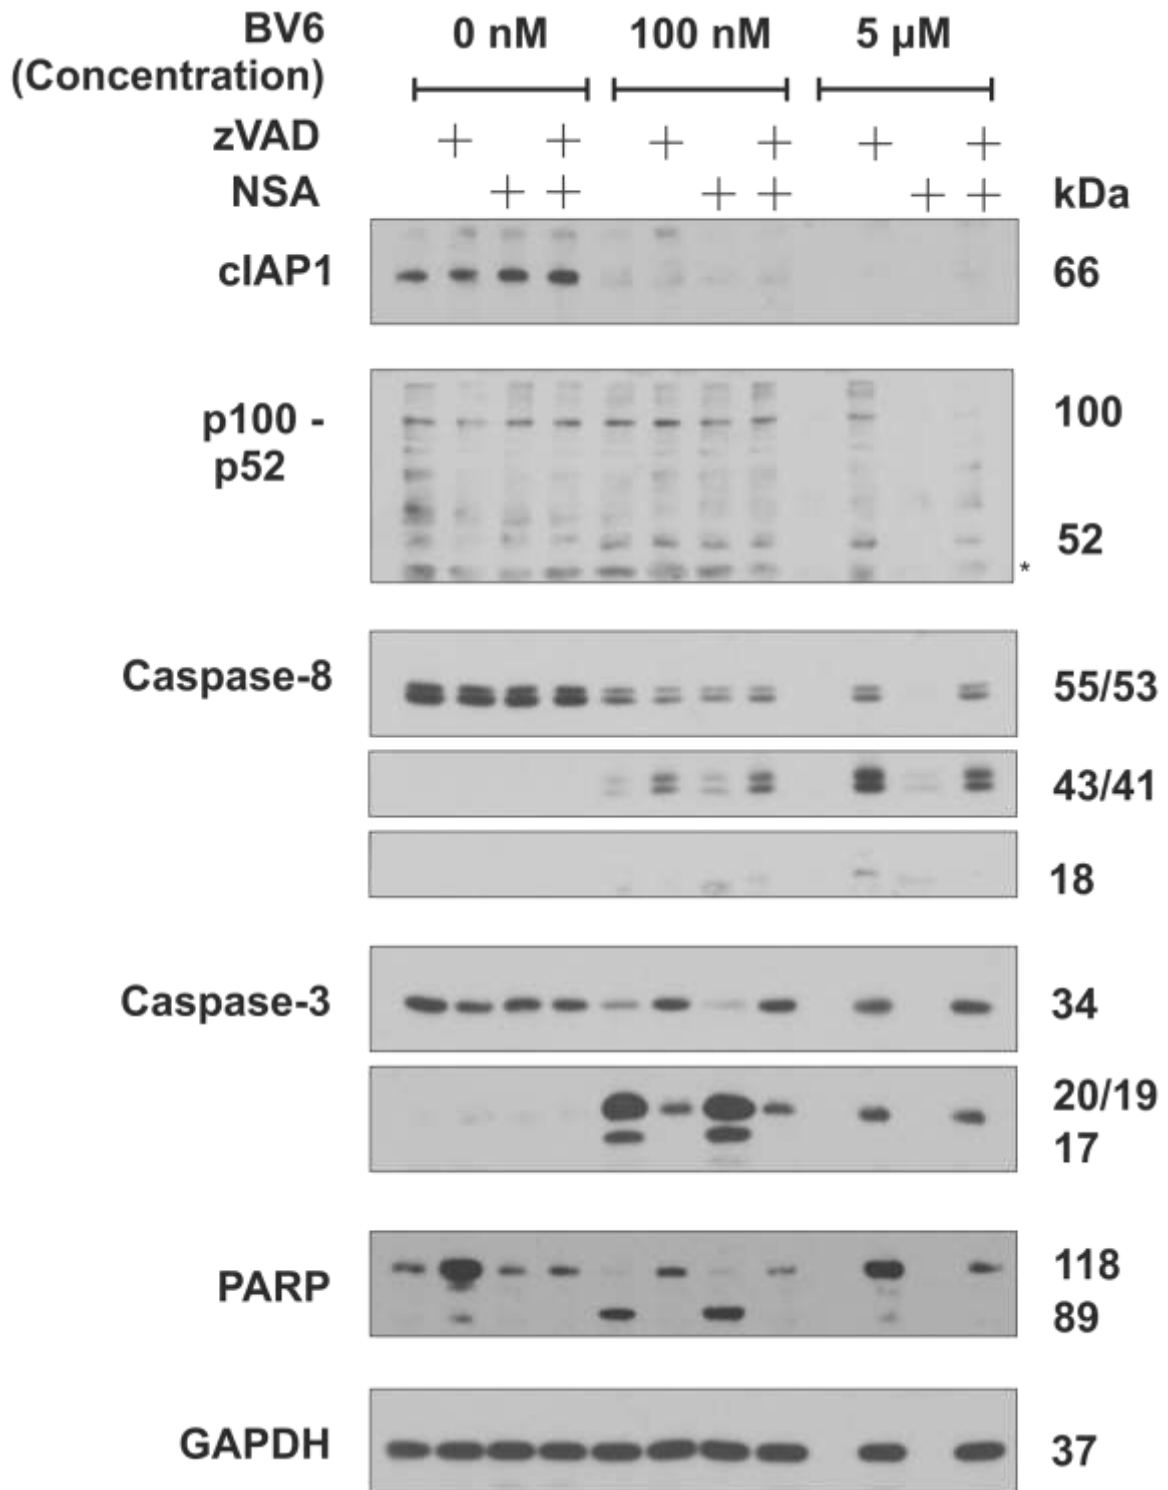 BV6 0 nM 100 nM 5 µM
(Concentration)
zVAD + + + + + +
NSA + + + + + + kDa
cIAP1 66
p100 - 100
p52
52
*
Caspase-8 55/53
43/41
18
Caspase-3 34
20/19
17
PARP 118
89
GAPDH 37